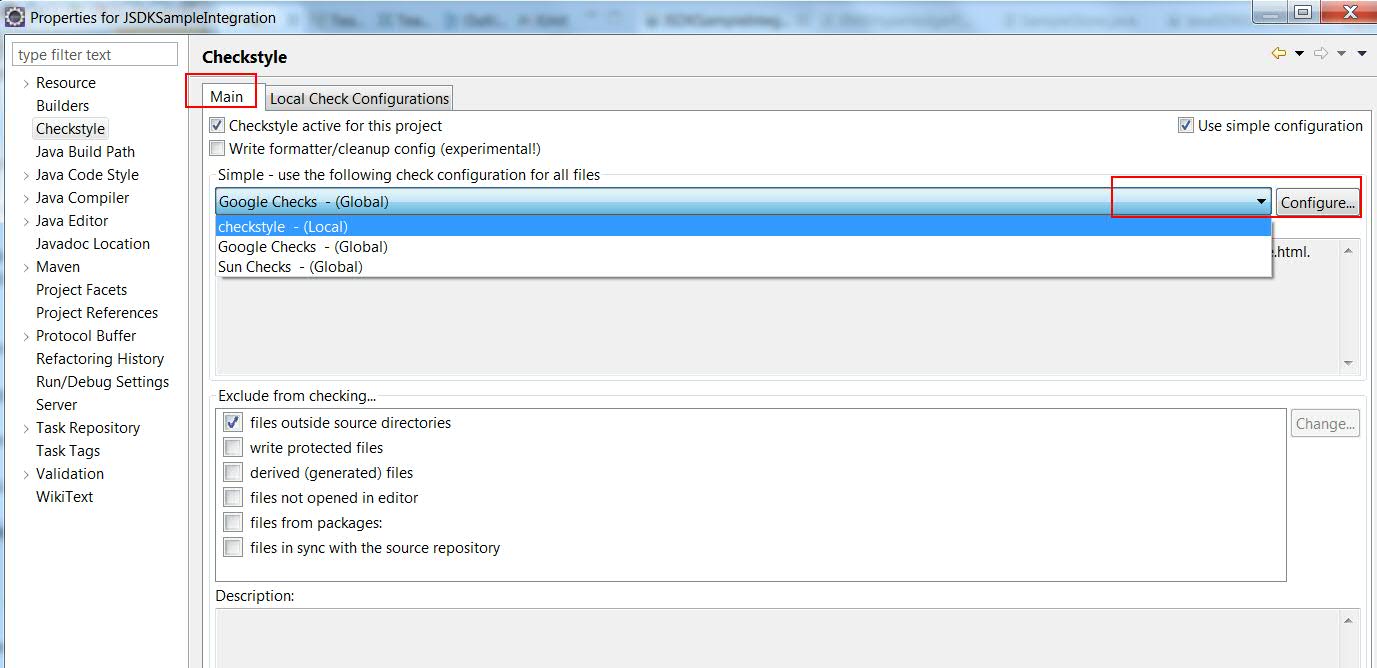 Properties for JSDKSampleIntegration
type filter text
Resource
Builders
Checkstyle
Java Build Path
Java Code Style
Java Compiler
Java Editor
Javadoc Location
Maven
Project Facets
Project References
Protocol Buffer
Refactoring History
Run/Debug Settings
Server
Task Repository
Task Tags
Validation
WikiText
Checkstyle
Main
Local Check Configurations
Checkstyle active for this project
Use simple configuration
Write formatter/cleanup config (experimental!)
Simple - use the following check configuration for all files
Google Checks - (Global)
Configure...
checkstyle - (Local)
Google Checks - (Global)
Sun Checks - (Global)
.html.
Exclude from checking...
files outside source directories
Change...
write protected files
derived (generated) files
files not opened in editor
files from packages:
files in sync with the source repository
Description: